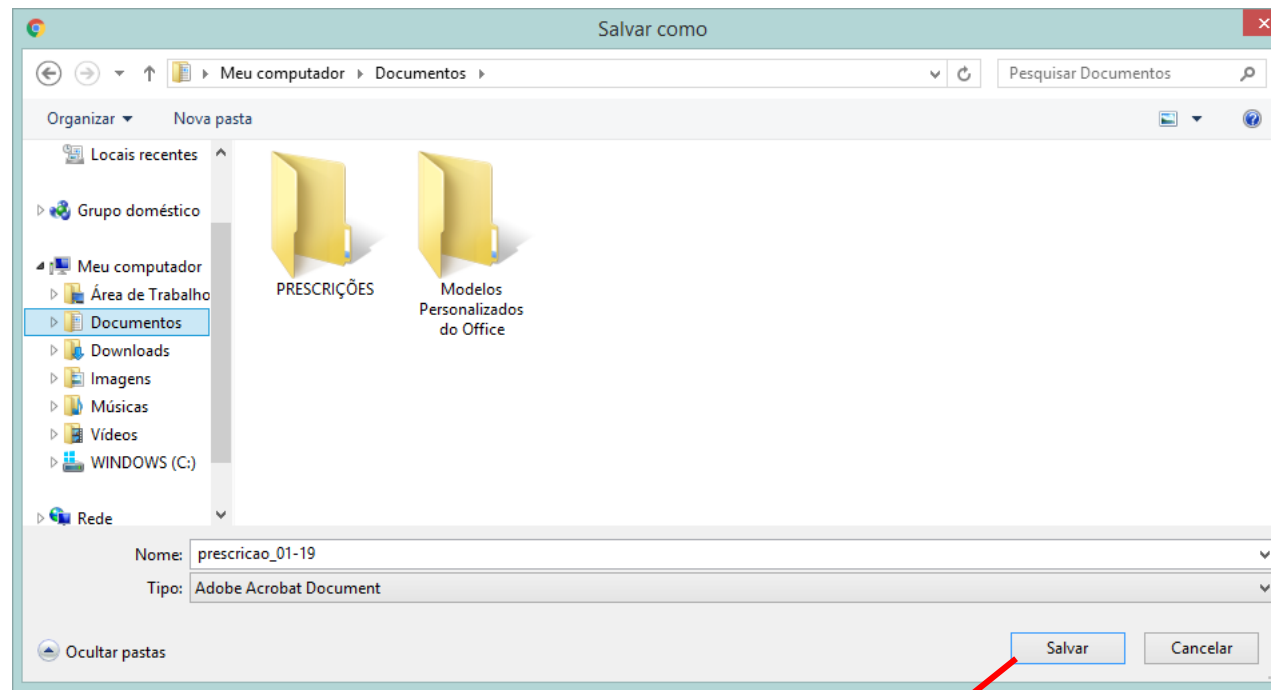 Salvar como
Meu computador Documentos
Pesquisar Documentos
Organizar
Nova pasta
Locais recentes
Grupo doméstico
Meu computador
Área de Trabalho
Documentos
Downloads
Imagens
Músicas
Vídeos
WINDOWS (C:)
Rede
PRESCRIÇÕES
Modelos
Personalizados
do Office
Nome: prescricao_01-19
Tipo: Adobe Acrobat Document
Ocultar pastas
Salvar
Cancelar